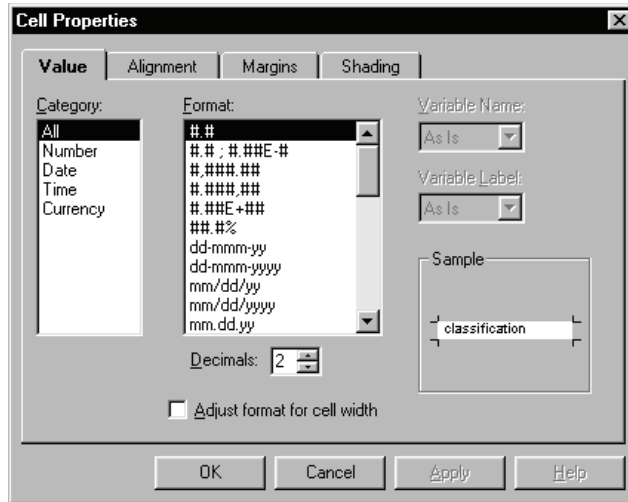 Cell Properties
Value Alignment Margins Shading
Category:
All
Number
Date
Time
Currency
Format:
#.#
#.# ; #.##E-#
#,###.##
#.###,##
#.##E+##
##.#%
dd-mmm-yy
dd-mmm-yyyy
mm/dd/yy
mm/dd/yyyy
mm.dd.yy
Decimals: 2
Adjust format for cell width
Variable Name:
As Is
Variable Label:
As Is
Sample
classification
OK Cancel Apply Help